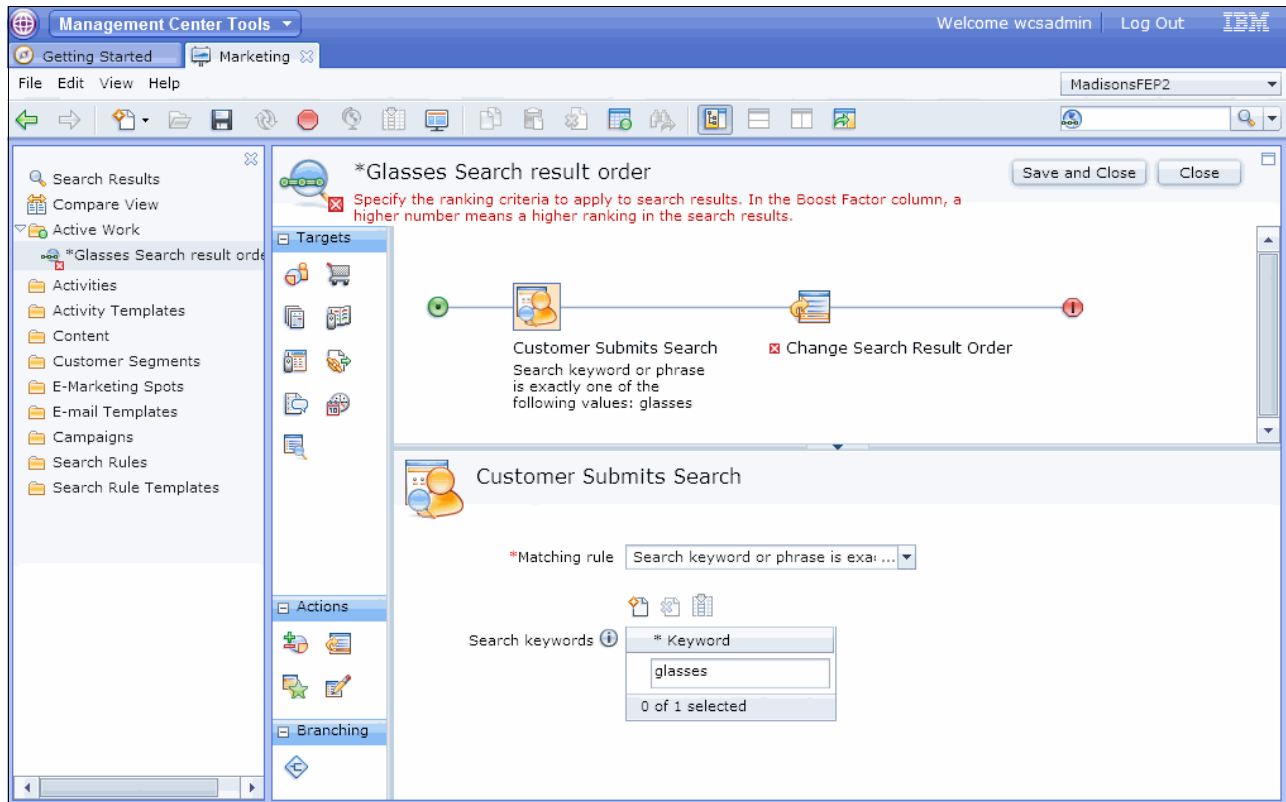 Management Center Tools
Welcome wcsadmin
Log Out
IBM
Getting Started
Marketing
File Edit View Help
MadisonsFEP2
Search Results
Compare View
Active Work
*Glasses Search result orde
Activities
Activity Templates
Content
Customer Segments
E-Marketing Spots
E-mail Templates
Campaigns
Search Rules
Search Rule Templates
*Glasses Search result order
Save and Close
Close
Specify the ranking criteria to apply to search results. In the Boost Factor column, a
higher number means a higher ranking in the search results.
Targets
Customer Submits Search
Search keyword or phrase
is exactly one of the
following values: glasses
Change Search Result Order
Customer Submits Search
*Matching rule
Search keyword or phrase is exa ...
Actions
Search keywords
* Keyword
glasses
0 of 1 selected
Branching